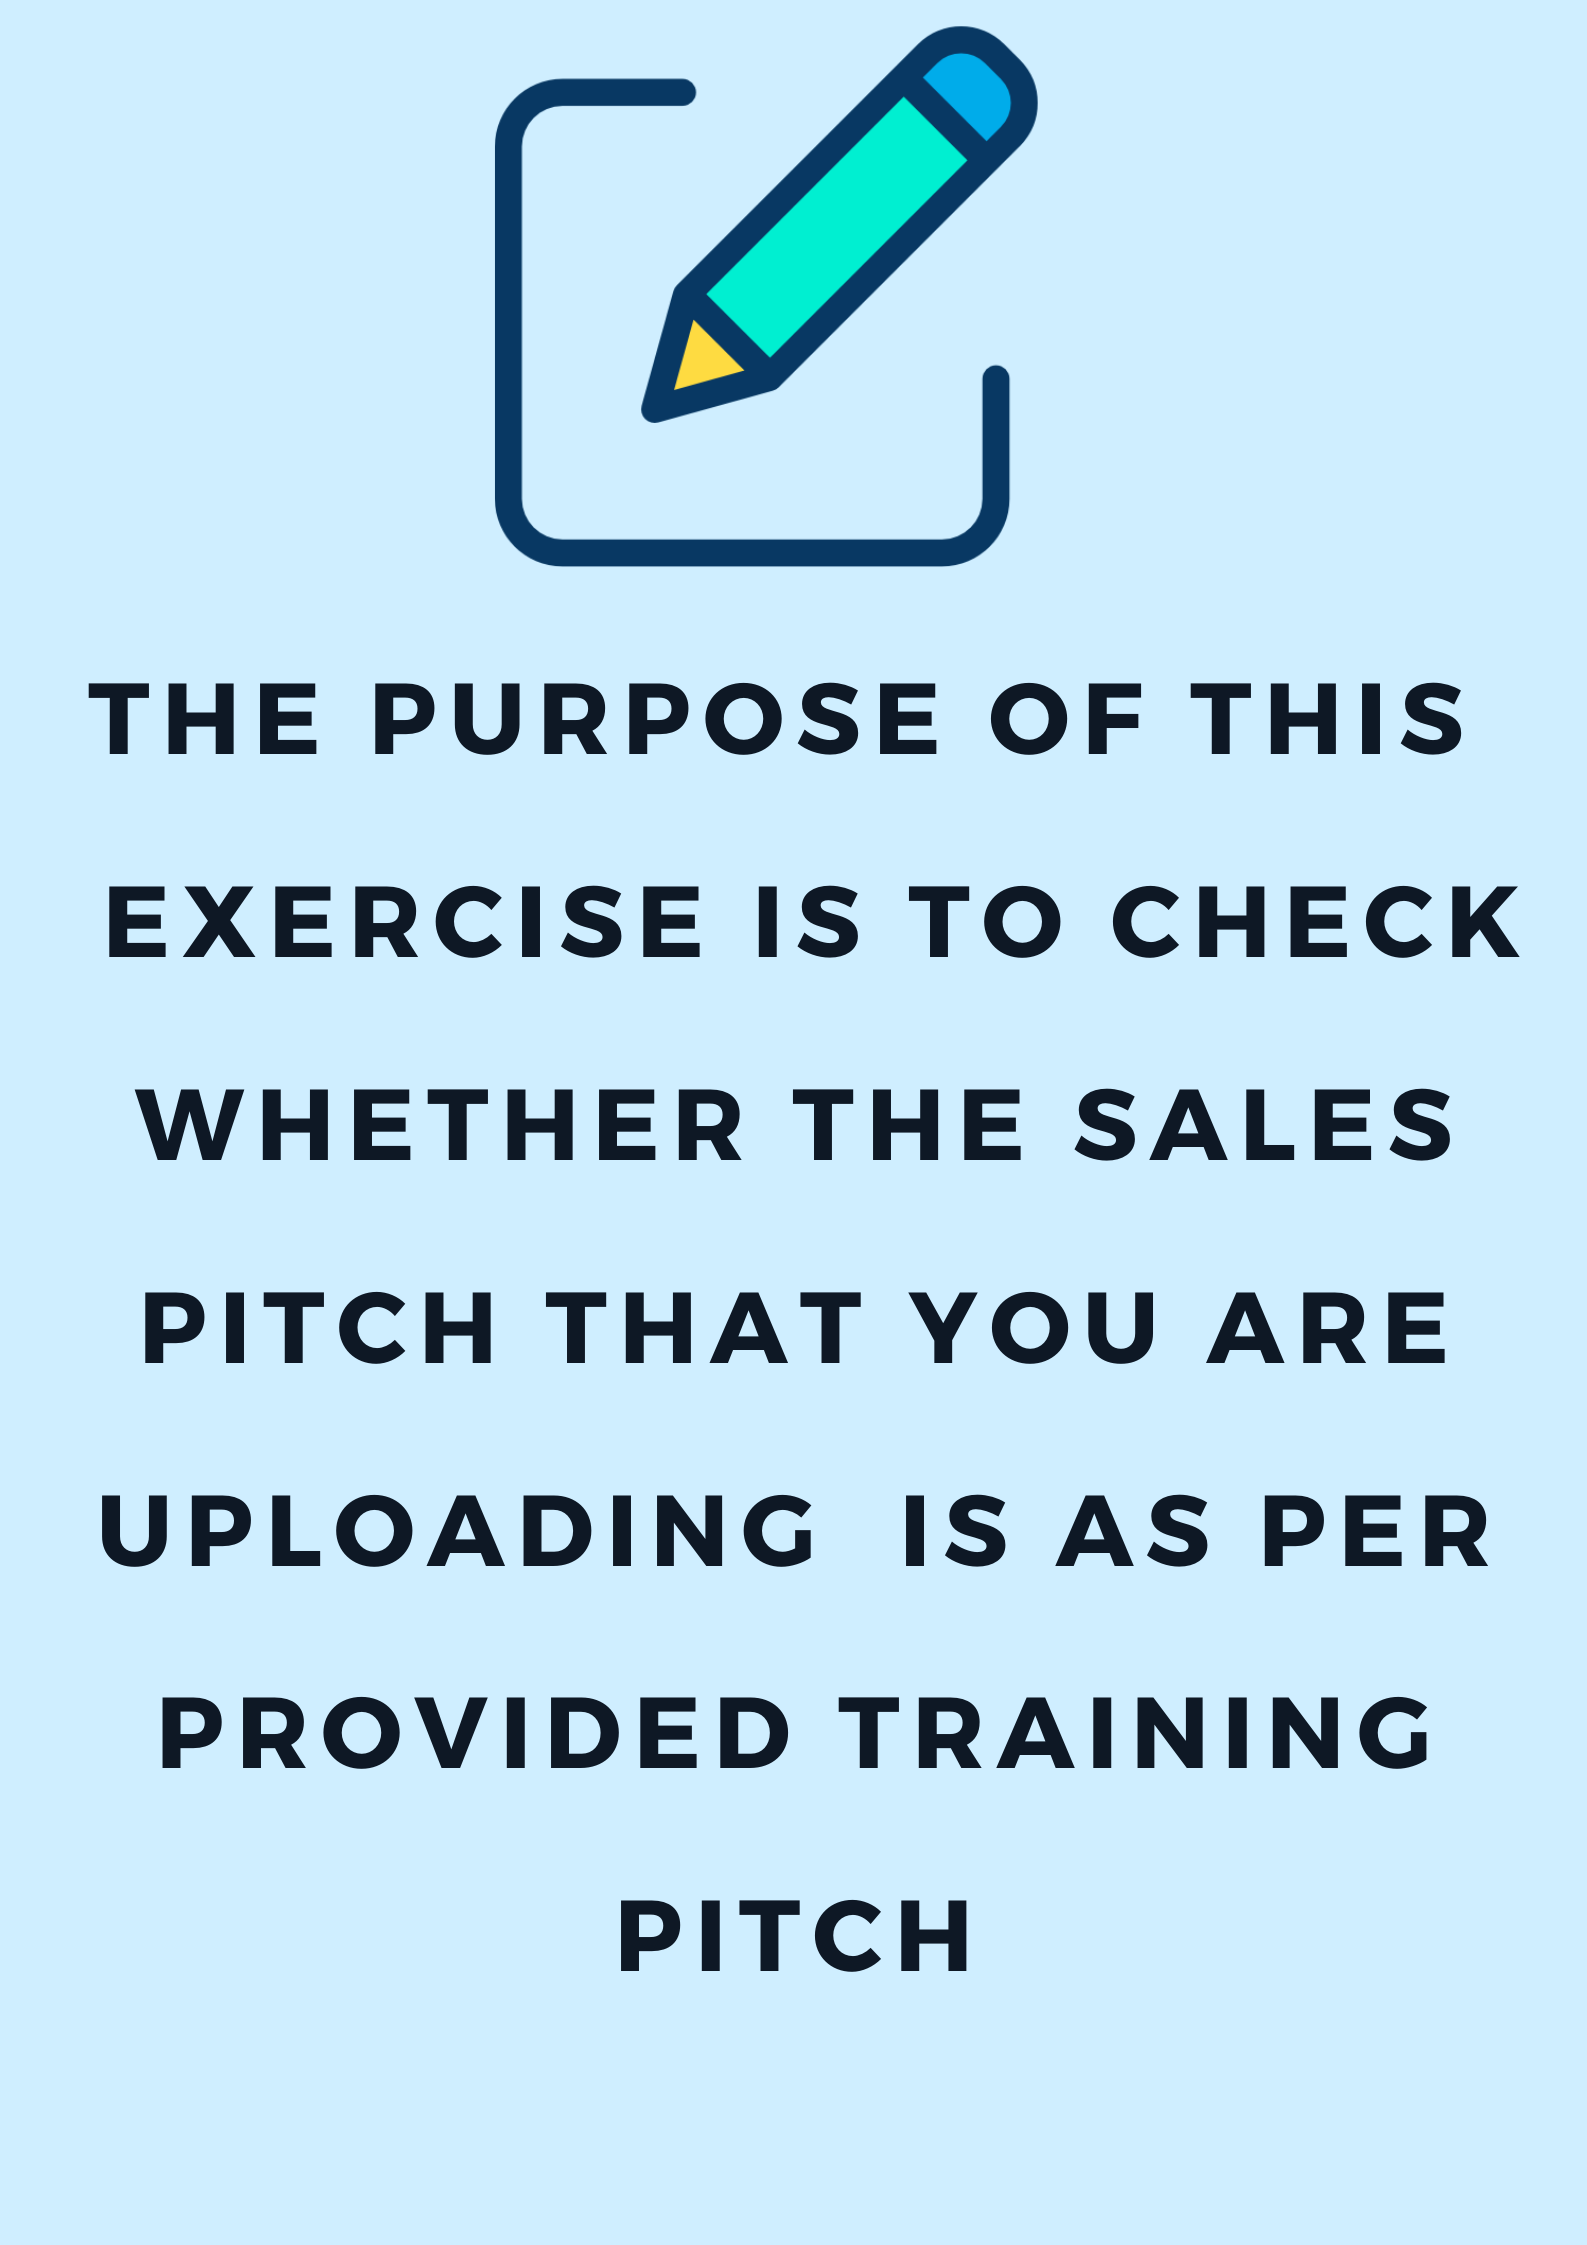 THE PURPOSE OF THIS
EXERCISE IS TO CHECK
WHETHER THE SALES
PITCH THAT YOU ARE
UPLOADING  IS AS PER
PROVIDED TRAINING
PITCH